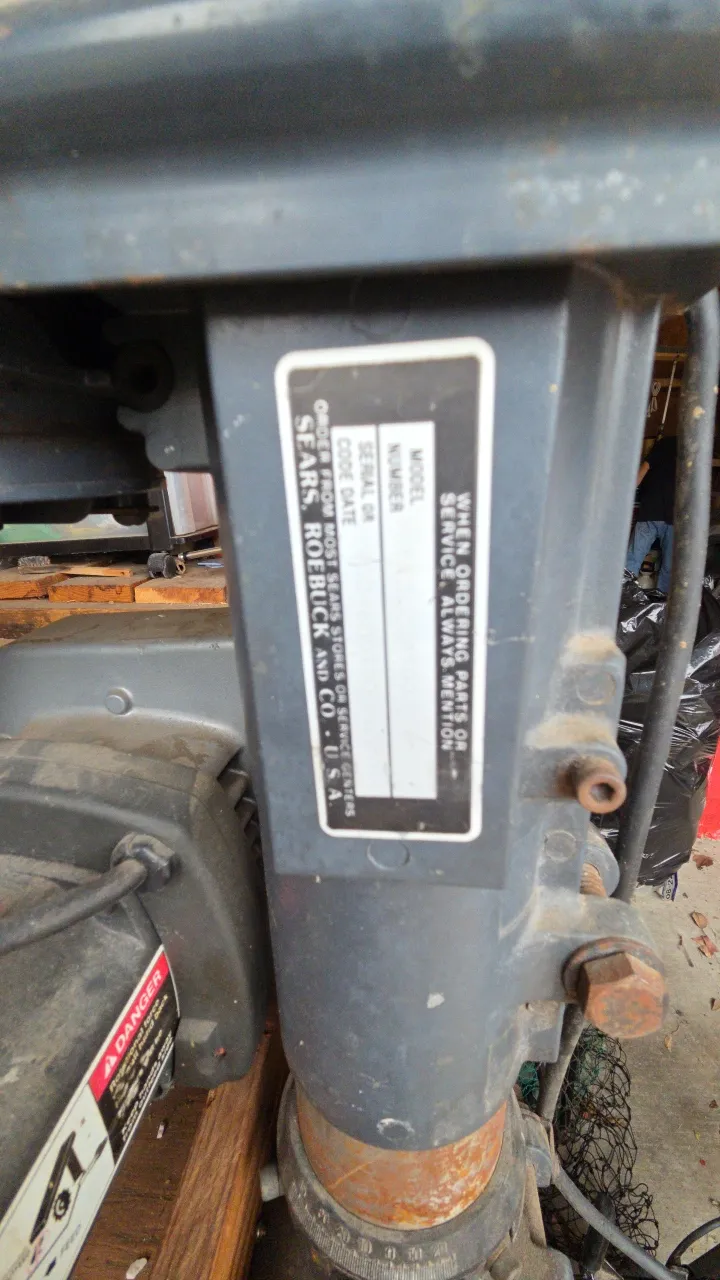 WHEN ORDERING PARTS OR
SERVICE, ALWAYS MENTION
MODEL
NUMBER
SERIAL OR
CODE DATE
ORDER FROM MOST SEARS STORES OR SERVICE CENTERS
SEARS, ROEBUCK AND CO. · U.S.A.
DANGER
FEED